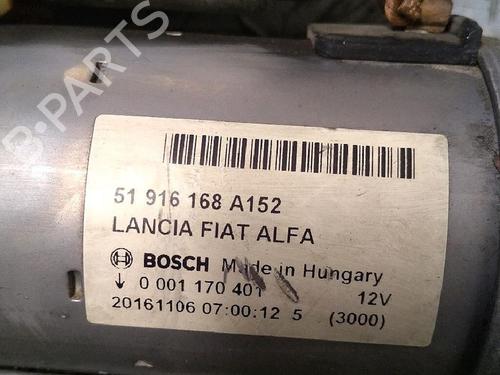 B-PARTS
51 916 168 A152
LANCIA FIAT ALFA
BOSCH Made in Hungary
0 001 170 401 12V
20161106 07:00:12 5 (3000)